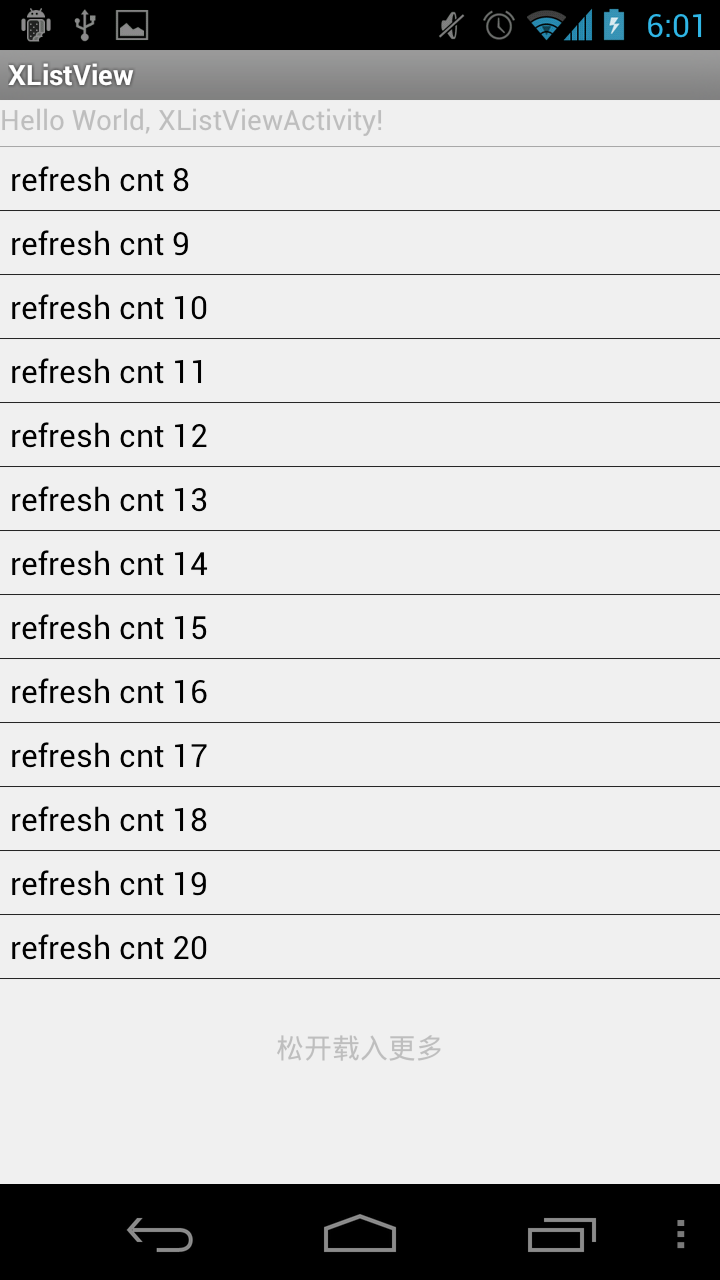 6:01
XListView
Hello World, XListViewActivity!
refresh cnt 8
refresh cnt 9
refresh cnt 10
refresh cnt 11
refresh cnt 12
refresh cnt 13
refresh cnt 14
refresh cnt 15
refresh cnt 16
refresh cnt 17
refresh cnt 18
refresh cnt 19
refresh cnt 20
松开载入更多